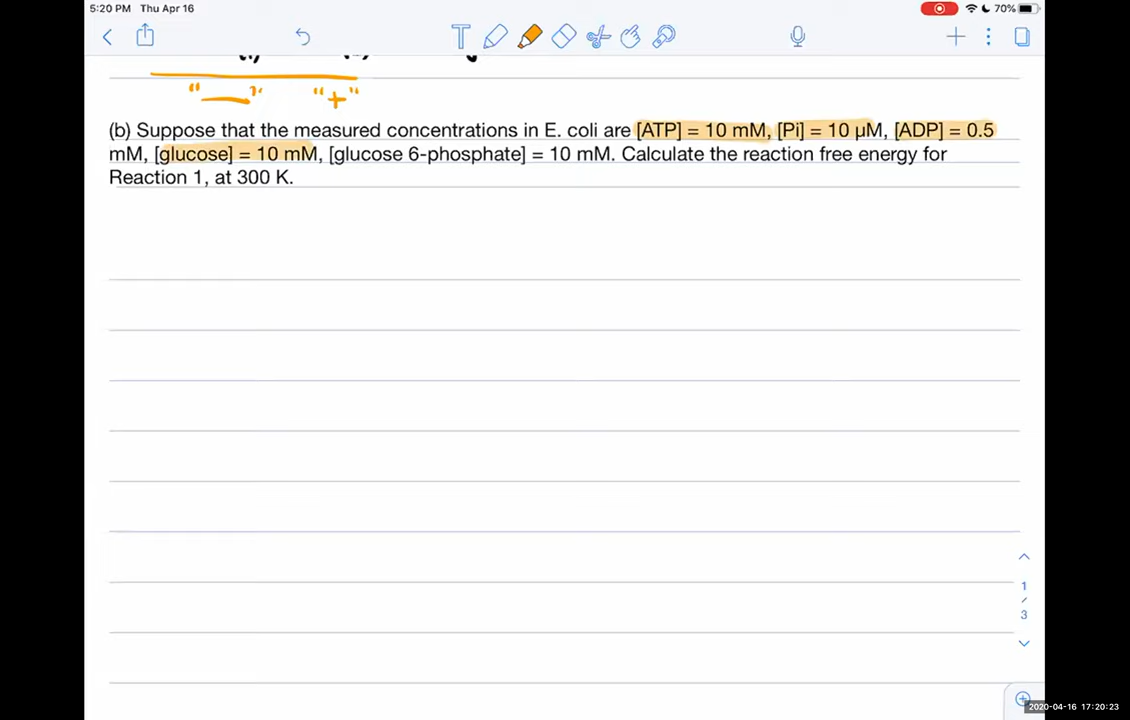 5:20 PM Thu Apr 16
70%
T
"—" "+"
(b) Suppose that the measured concentrations in E. coli are [ATP] = 10 mM, [Pi] = 10 µM, [ADP] = 0.5
mM, [glucose] = 10 mM, [glucose 6-phosphate] = 10 mM. Calculate the reaction free energy for
Reaction 1, at 300 K.
1
/
3
2020-04-16 17:20:23